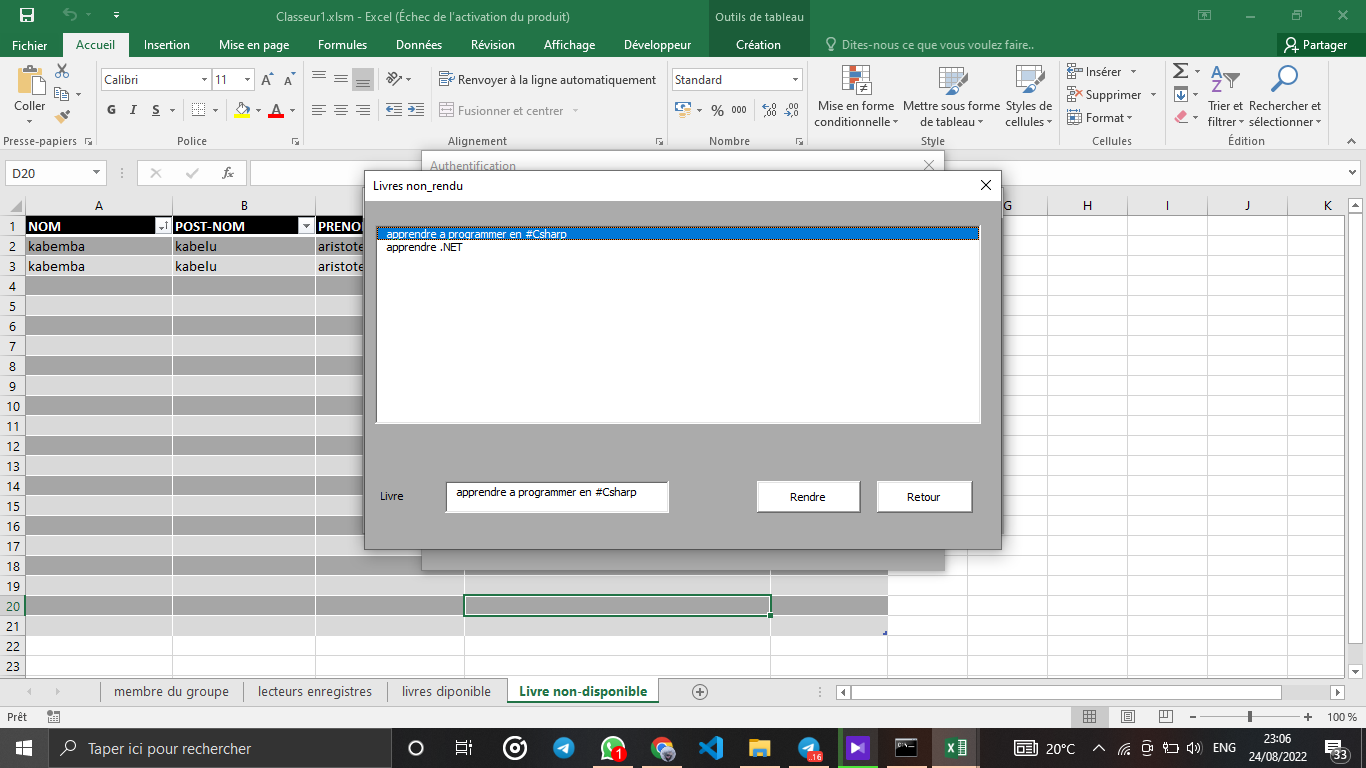 Classeur1.xlsm - Excel (Échec de l'activation du produit)
Outils de tableau
Fichier Accueil Insertion Mise en page Formules Données Révision Affichage Développeur Création Dites-nous ce que vous voulez faire.. Partager
Coller
Calibri 11
G I S
Renvoyer à la ligne automatiquement
Fusionner et centrer
Standard
% 000
Mise en forme conditionnelle
Mettre sous forme de tableau
Styles de cellules
Insérer
Supprimer
Format
Trier et filtrer
Rechercher et sélectionner
Presse-papiers Police Alignement Nombre Style Cellules Édition
D20
fx
Authentification
Livres non_rendu
A B G H I J K
1 NOM POST-NOM PRENO
2 kabemba kabelu aristote
3 kabemba kabelu aristote
4
5
6
7
8
9
10
11
12
13
14
15
16
17
18
19
20
21
22
23
apprendre a programmer en #Csharp
apprendre .NET
Livre
apprendre a programmer en #Csharp
Rendre
Retour
membre du groupe lecteurs enregistres livres diponible Livre non-disponible
Prêt
100 %
Taper ici pour rechercher
1
16
20°C
ENG
23:06
24/08/2022
33